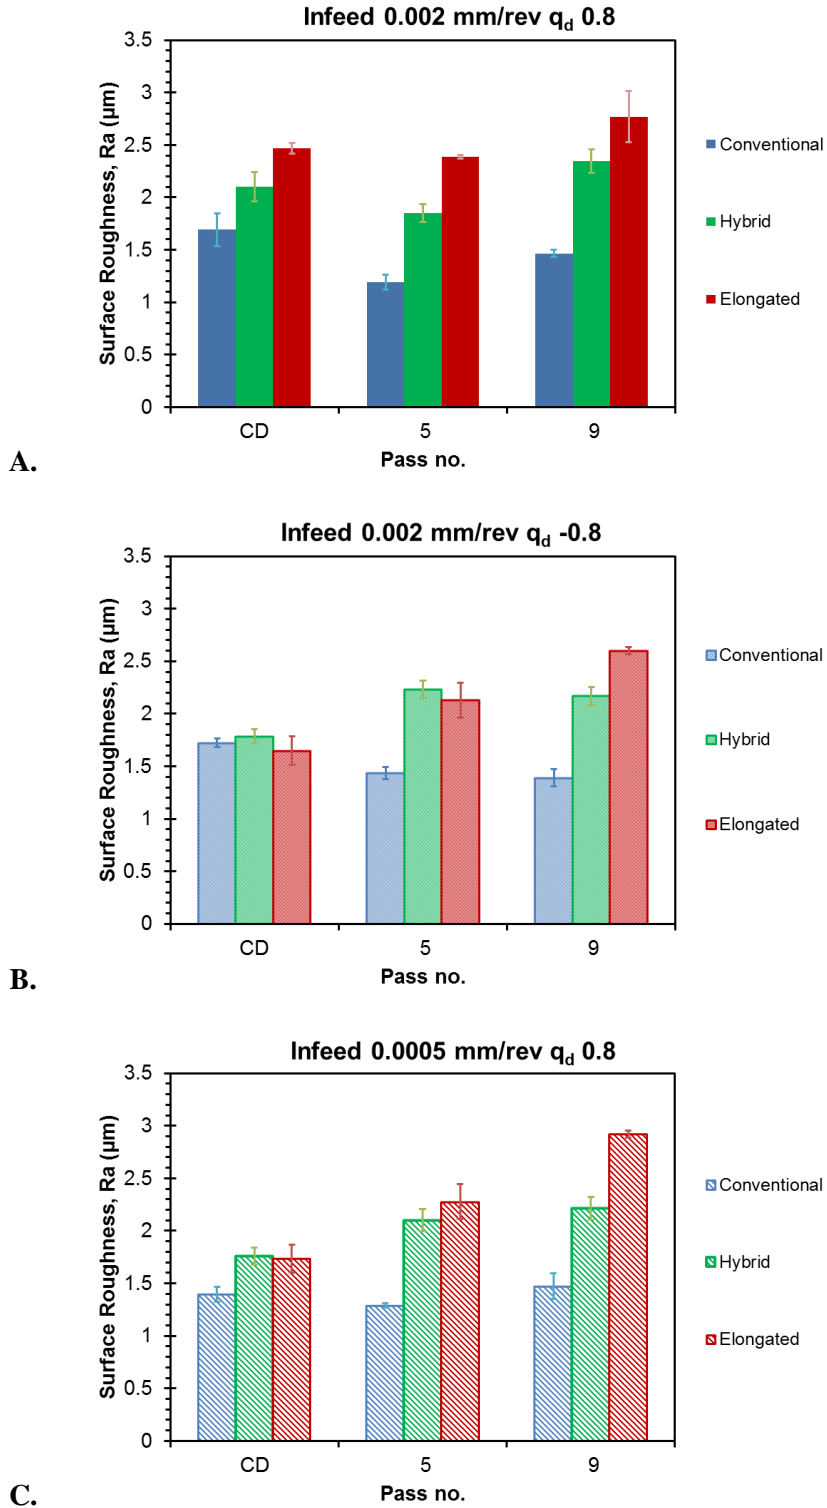 Infeed 0.002 mm/rev q_d 0.8
Surface Roughness, Ra (µm)
3.5
3
2.5
2
1.5
1
0.5
0
CD 5 9
Pass no.
Conventional
Hybrid
Elongated
A.
Infeed 0.002 mm/rev q_d -0.8
Surface Roughness, Ra (µm)
3.5
3
2.5
2
1.5
1
0.5
0
CD 5 9
Pass no.
Conventional
Hybrid
Elongated
B.
Infeed 0.0005 mm/rev q_d 0.8
Surface Roughness, Ra (µm)
3.5
3
2.5
2
1.5
1
0.5
0
CD 5 9
Pass no.
Conventional
Hybrid
Elongated
C.